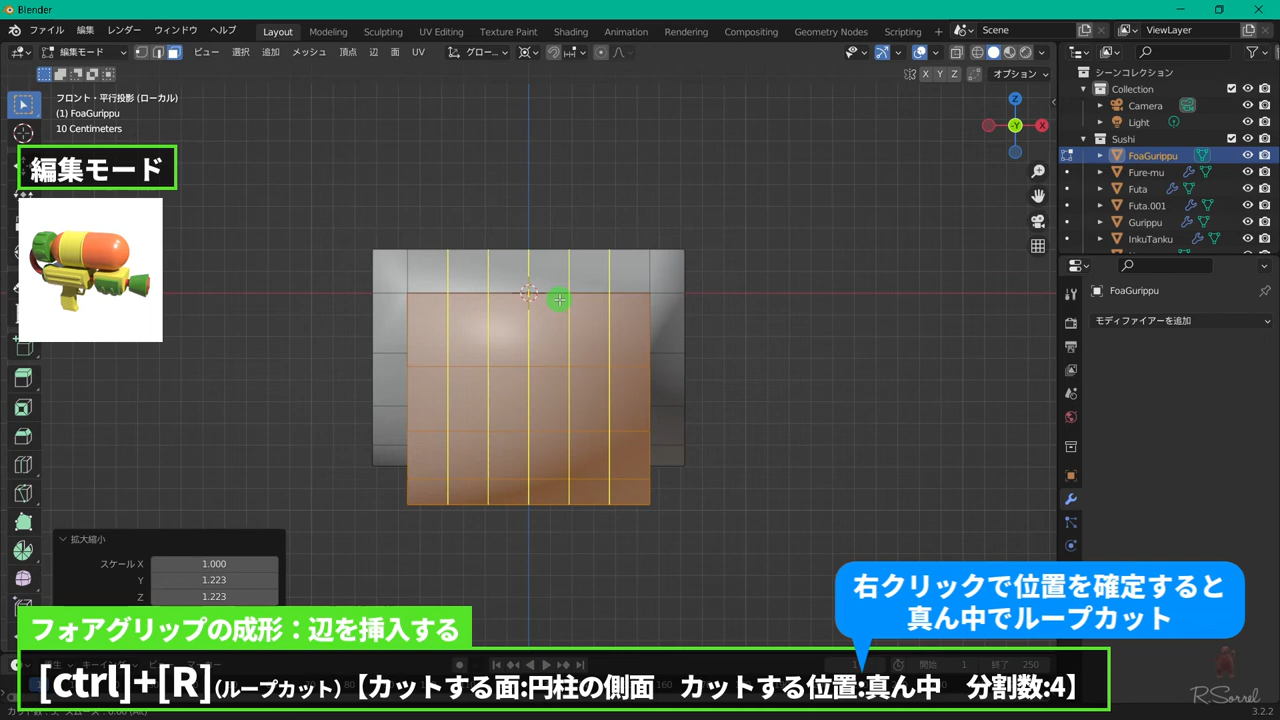 Blender
ファイル 編集 レンダー ウィンドウ ヘルプ Layout Modeling Sculpting UV Editing Texture Paint Shading Animation Rendering Compositing Geometry Nodes Scripting Scene ViewLayer
編集モード ビュー 選択 追加 メッシュ 頂点 辺 面 UV グロー...
X Y Z オプション
シーンコレクション
フロント・平行投影 (ローカル)
(1) FoaGurippu
10 Centimeters
Z
-Y X
Collection
Camera
Light
Sushi
FoaGurippu
Fure-mu
Futa
Futa.001
Gurippu
InkuTanku
編集モード
FoaGurippu
モディファイアーを追加
拡大縮小
スケール X 1.000
Y 1.223
Z 1.223
右クリックで位置を確定すると
真ん中でループカット
フォアグリップの成形：辺を挿入する
開始 1 終了 250
[ctrl]+[R](ループカット)【カットする面:円柱の側面　カットする位置:真ん中　分割数:4】
R.Sorrel
3.2.2